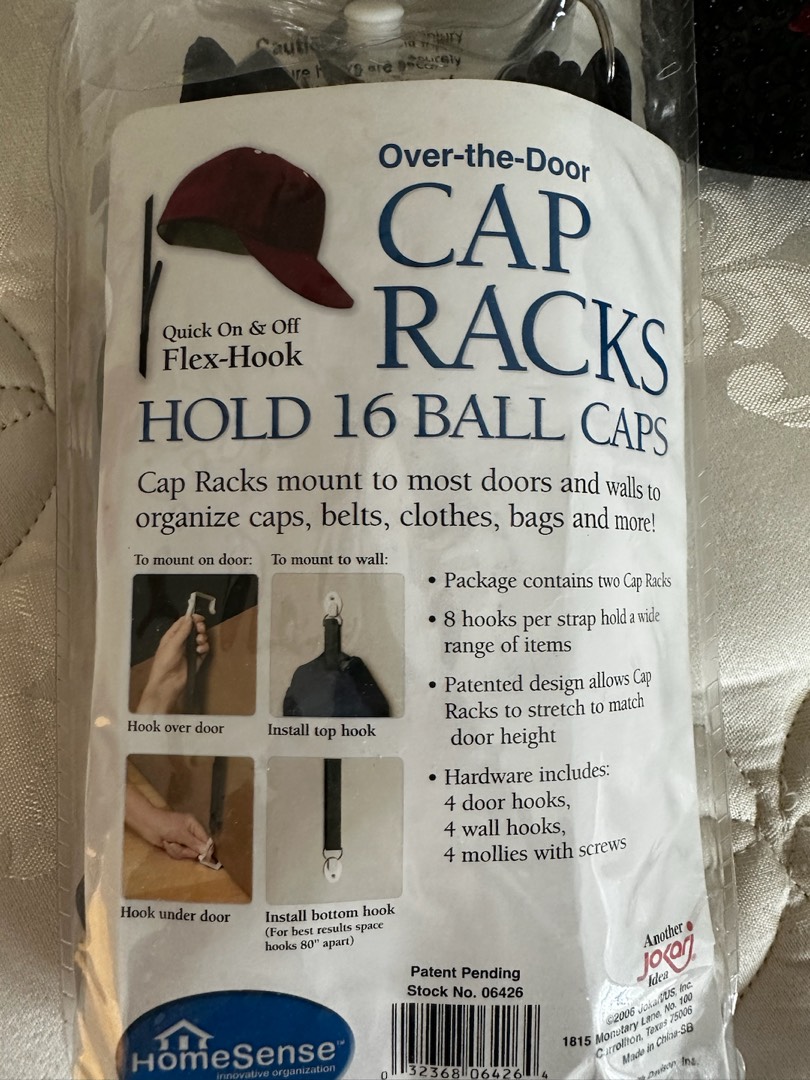 Over-the-Door
CAP
RACKS
Quick On & Off
Flex-Hook
HOLD 16 BALL CAPS
Cap Racks mount to most doors and walls to
organize caps, belts, clothes, bags and more!
To mount on door:
To mount to wall:
Hook over door
Install top hook
Hook under door
Install bottom hook
(For best results space
hooks 80" apart)
• Package contains two Cap Racks
• 8 hooks per strap hold a wide
range of items
• Patented design allows Cap
Racks to stretch to match
door height
• Hardware includes:
4 door hooks,
4 wall hooks,
4 mollies with screws
Another
Jokari
Idea
Patent Pending
Stock No. 06426
©2006 Jokari/US, Inc.
1815 Monetary Lane, No. 100
Carrollton, Texas 75006
Made in China-SB
HomeSense™
innovative organization
0 32368 06426 4